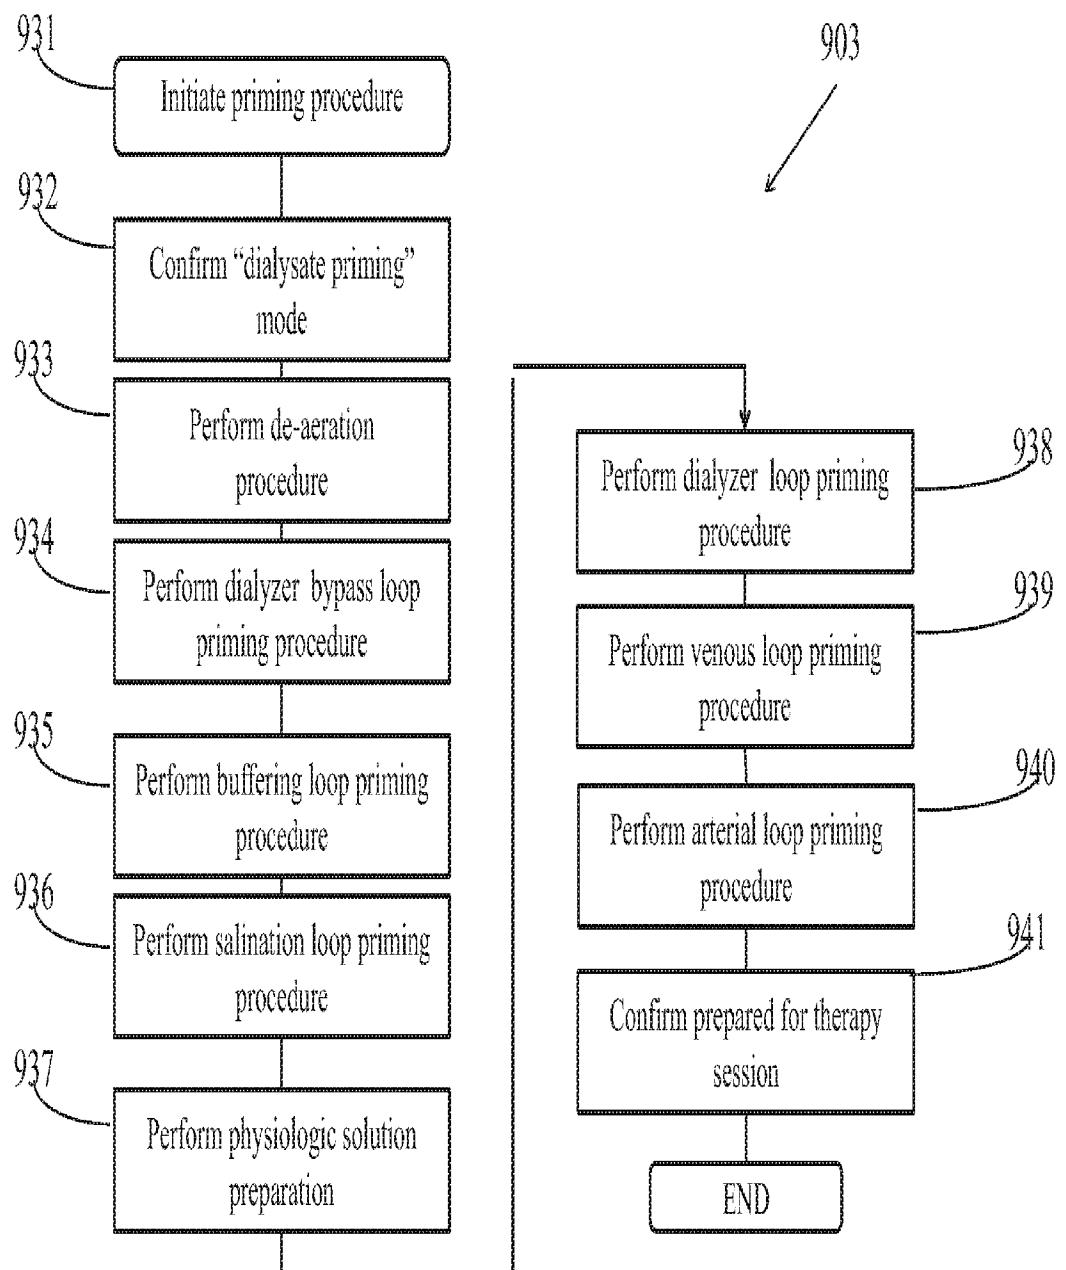 931
Initiate priming procedure
932
Confirm “dialysate priming”
mode
933
Perform de-aeration
procedure
934
Perform dialyzer bypass loop
priming procedure
935
Perform buffering loop priming
procedure
936
Perform salination loop priming
procedure
937
Perform physiologic solution
preparation
903
938
Perform dialyzer loop priming
procedure
939
Perform venous loop priming
procedure
940
Perform arterial loop priming
procedure
941
Confirm prepared for therapy
session
END